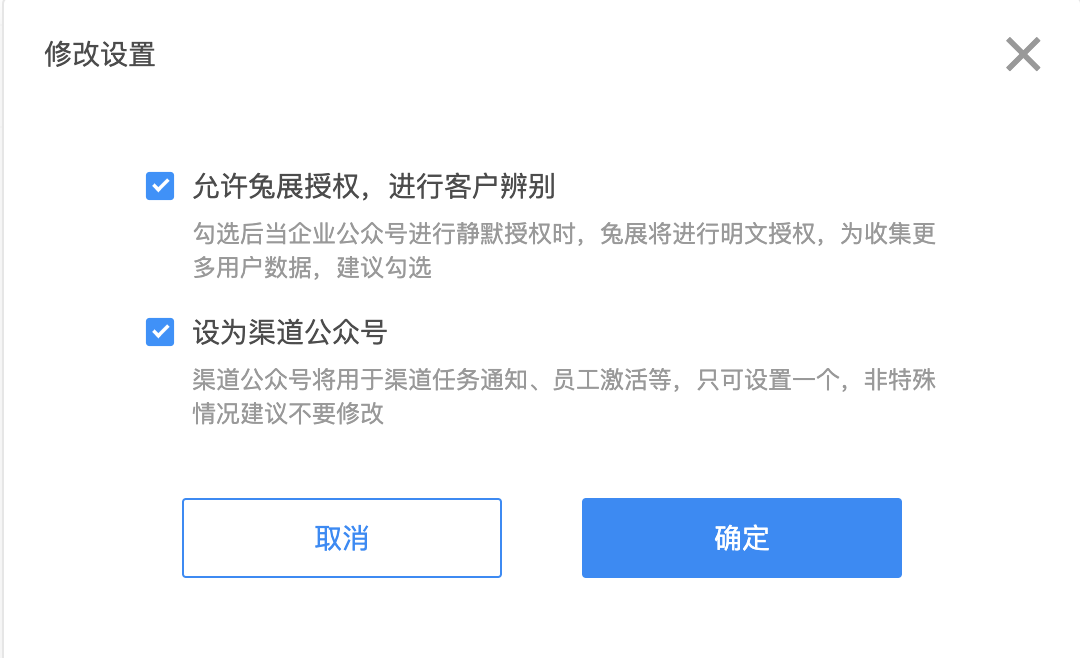 修改设置
允许兔展授权，进行客户辨别
勾选后当企业公众号进行静默授权时，兔展将进行明文授权，为收集更
多用户数据，建议勾选
设为渠道公众号
渠道公众号将用于渠道任务通知、员工激活等，只可设置一个，非特殊
情况建议不要修改
取消
确定